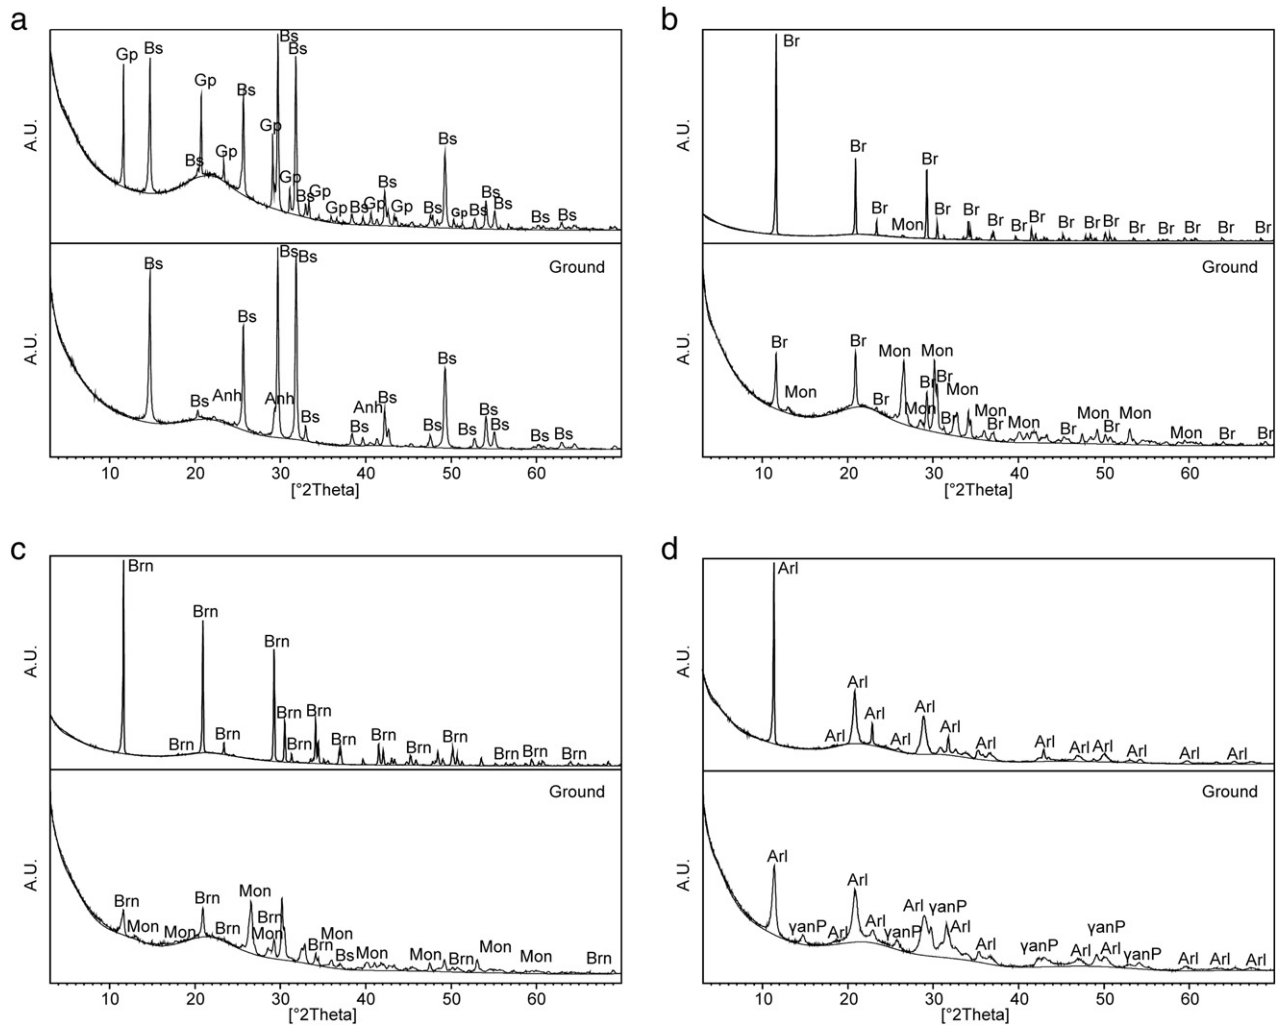 a
Bs
Gp Bs Bs
Gp Bs
Gp Bs
Bs Gp
Gp Bs Gp Gp Bs Gp Bs Gp Bs Gp Bs Bs Bs Bs Bs
A.U.
Ground
Bs Bs Bs
Bs
Bs Anh Anh Bs Bs Anh Bs Bs Bs Bs Bs Bs Bs Bs
A.U.
10 20 30 40 50 60
[°2Theta]
b
Br
Br Br
Br Mon Br Br Br Br Br Br Br Br Br Br Br Br Br
A.U.
Ground
Br Br Mon Mon
Mon Br Mon Br Br Br Mon Mon Br Mon Mon Br Mon Mon Br Br
A.U.
10 20 30 40 50 60
[°2Theta]
c
Brn
Brn
Brn
Brn Brn Brn Brn Brn Brn Brn Brn Brn Brn Brn
A.U.
Ground
Brn Brn Mon
Mon Mon Brn Brn Mon Brn Mon Bs Mon Mon Brn Mon Mon Brn
A.U.
10 20 30 40 50 60
[°2Theta]
d
Arl
Arl
Arl Arl Arl Arl Arl Arl Arl Arl Arl Arl Arl Arl Arl
A.U.
Ground
Arl Arl
γanP Arl Arl γanP Arl γanP Arl Arl γanP Arl γanP Arl γanP Arl Arl Arl
A.U.
10 20 30 40 50 60
[°2Theta]